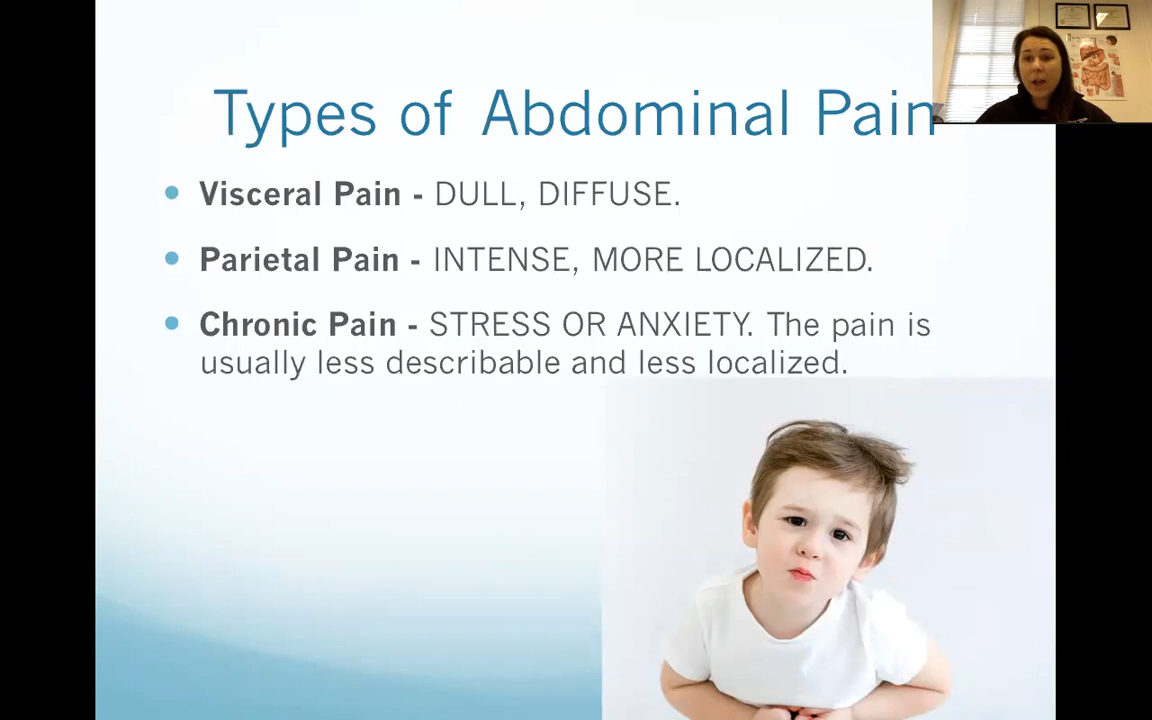 Types of Abdominal Pain
Visceral Pain - DULL, DIFFUSE.
Parietal Pain - INTENSE, MORE LOCALIZED.
Chronic Pain - STRESS OR ANXIETY. The pain is
usually less describable and less localized.